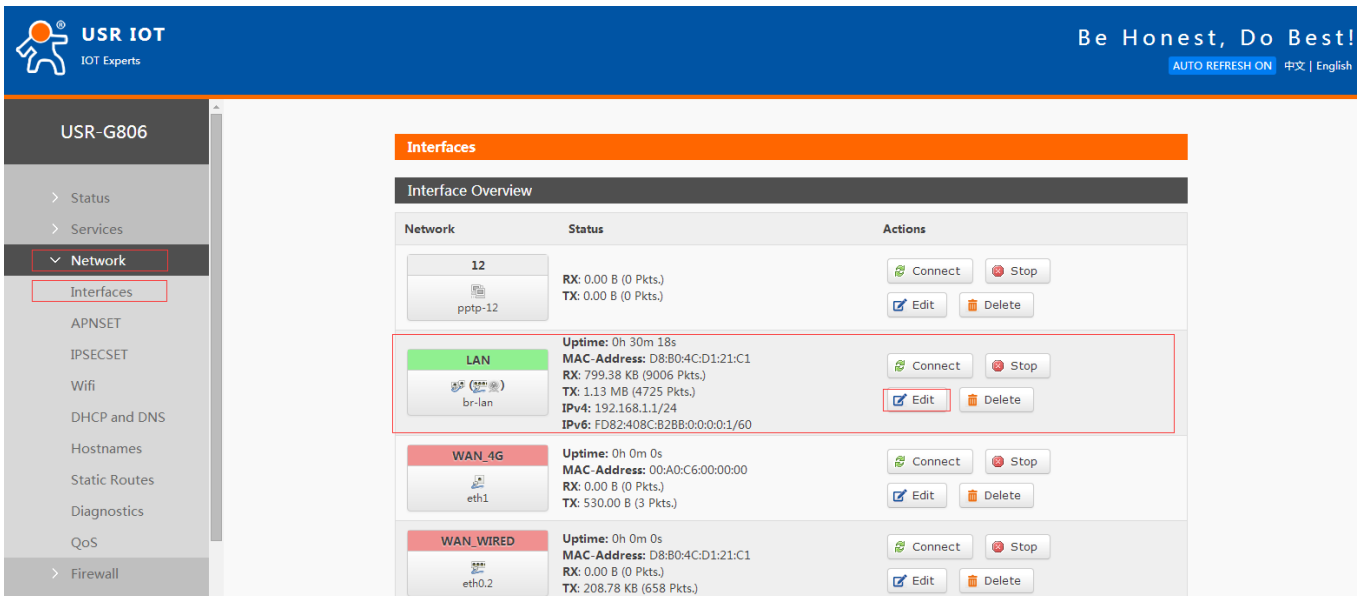 USR IOT
IOT Experts
®
Be Honest, Do Best!
AUTO REFRESH ON 中文 | English
USR-G806
Status
Services
Network
Interfaces
APNSET
IPSECSET
Wifi
DHCP and DNS
Hostnames
Static Routes
Diagnostics
QoS
Firewall
Interfaces
Interface Overview
Network Status Actions
12
pptp-12
RX: 0.00 B (0 Pkts.)
TX: 0.00 B (0 Pkts.)
Connect Stop
Edit Delete
LAN
br-lan
Uptime: 0h 30m 18s
MAC-Address: D8:B0:4C:D1:21:C1
RX: 799.38 KB (9006 Pkts.)
TX: 1.13 MB (4725 Pkts.)
IPv4: 192.168.1.1/24
IPv6: FD82:408C:B2BB:0:0:0:0:1/60
Connect Stop
Edit Delete
WAN_4G
eth1
Uptime: 0h 0m 0s
MAC-Address: 00:A0:C6:00:00:00
RX: 0.00 B (0 Pkts.)
TX: 530.00 B (3 Pkts.)
Connect Stop
Edit Delete
WAN_WIRED
eth0.2
Uptime: 0h 0m 0s
MAC-Address: D8:B0:4C:D1:21:C1
RX: 0.00 B (0 Pkts.)
TX: 208.78 KB (658 Pkts.)
Connect Stop
Edit Delete